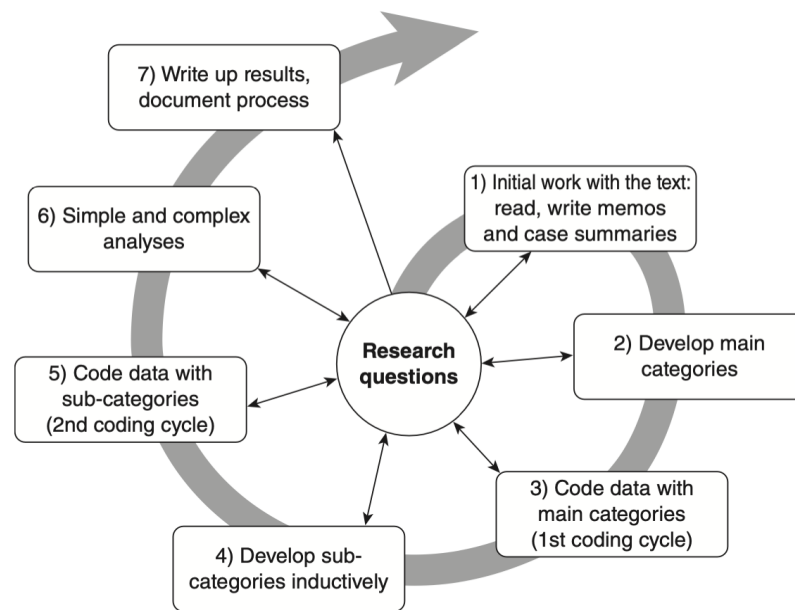 7) Write up results,
document process
1) Initial work with the text:
read, write memos
and case summaries
6) Simple and complex
analyses
Research
questions
2) Develop main
categories
5) Code data with
sub-categories
(2nd coding cycle)
3) Code data with
main categories
(1st coding cycle)
4) Develop sub-
categories inductively